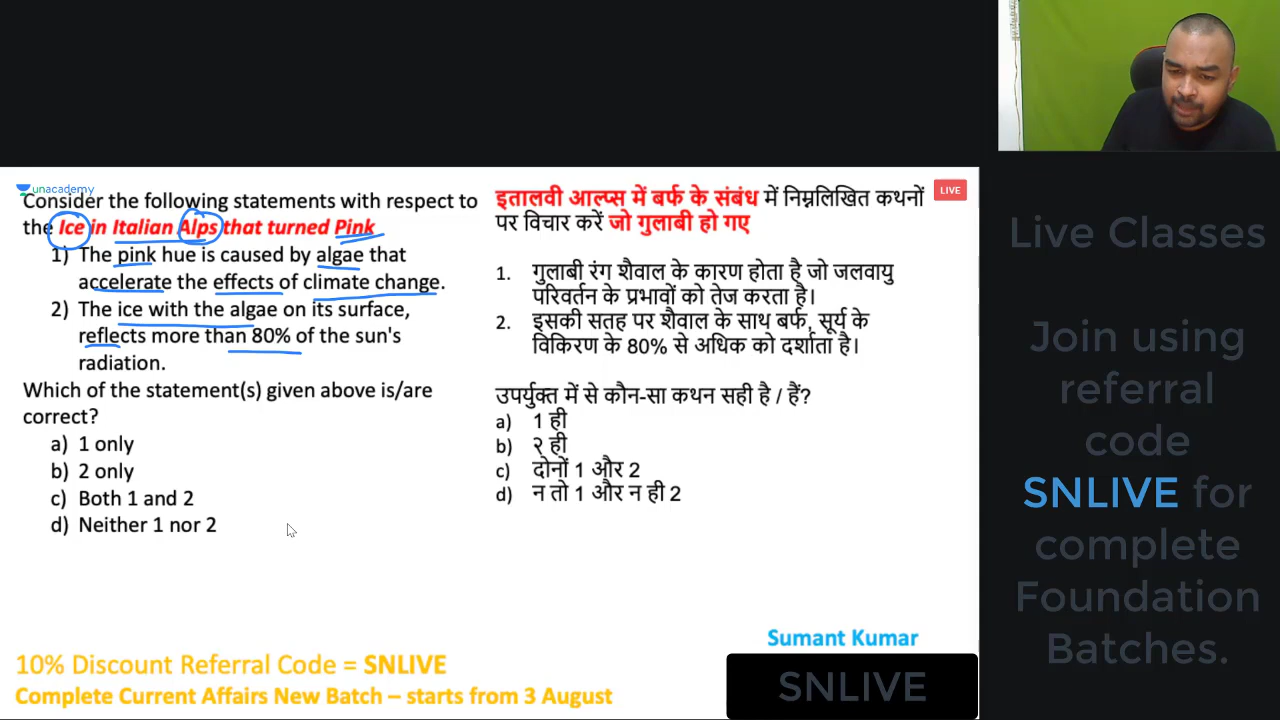 unacademy
Consider the following statements with respect to
the Ice in Italian Alps that turned Pink
1) The pink hue is caused by algae that
accelerate the effects of climate change.
2) The ice with the algae on its surface,
reflects more than 80% of the sun's
radiation.
Which of the statement(s) given above is/are
correct?
a) 1 only
b) 2 only
c) Both 1 and 2
d) Neither 1 nor 2
इतालवी आल्प्स में बर्फ के संबंध में निम्नलिखित कथनों
पर विचार करें जो गुलाबी हो गए
1. गुलाबी रंग शैवाल के कारण होता है जो जलवायु
परिवर्तन के प्रभावों को तेज करता है।
2. इसकी सतह पर शैवाल के साथ बर्फ, सूर्य के
विकिरण के 80% से अधिक को दर्शाता है।
उपर्युक्त में से कौन-सा कथन सही है / हैं?
a) 1 ही
b) २ ही
c) दोनों 1 और 2
d) न तो 1 और न ही 2
LIVE
Live Classes
Join using
referral
code
SNLIVE for
complete
Foundation
Batches.
Sumant Kumar
SNLIVE
10% Discount Referral Code = SNLIVE
Complete Current Affairs New Batch – starts from 3 August